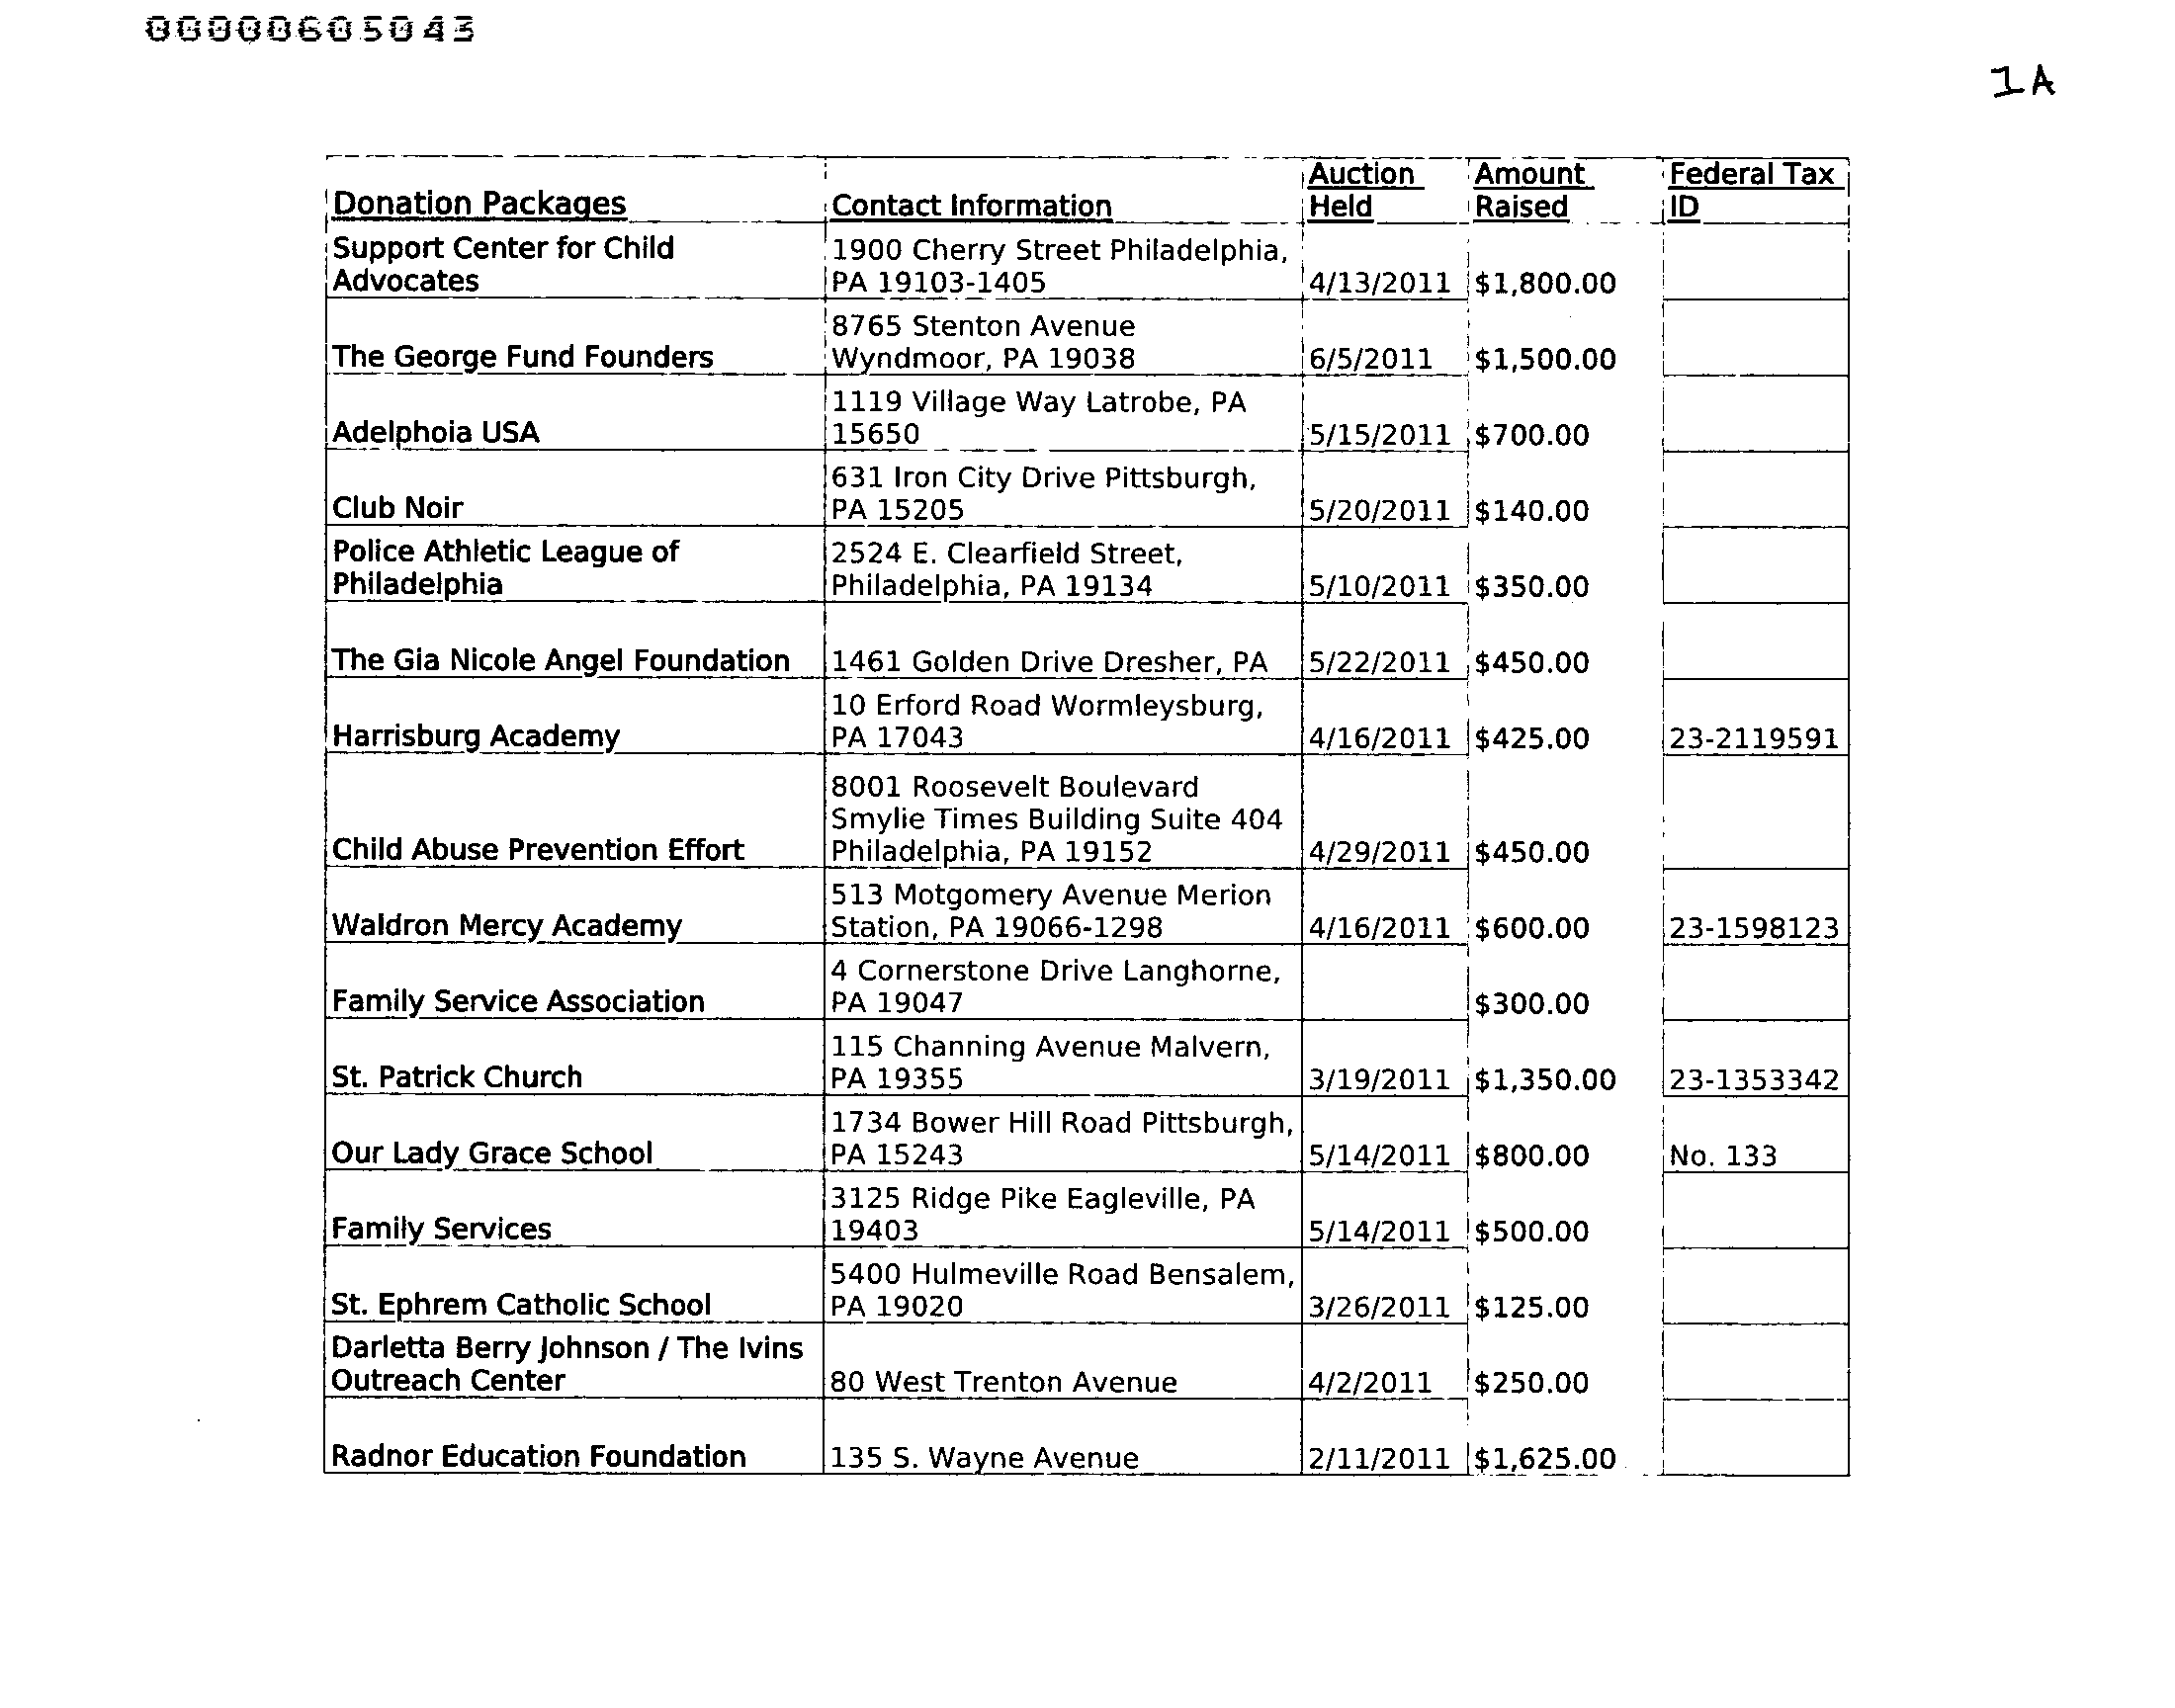 00000605043
1A
Donation Packages Contact Information Auction Held Amount Raised Federal Tax ID
Support Center for Child Advocates 1900 Cherry Street Philadelphia, PA 19103-1405 4/13/2011 $1,800.00
The George Fund Founders 8765 Stenton Avenue Wyndmoor, PA 19038 6/5/2011 $1,500.00
Adelphoia USA 1119 Village Way Latrobe, PA 15650 5/15/2011 $700.00
Club Noir 631 Iron City Drive Pittsburgh, PA 15205 5/20/2011 $140.00
Police Athletic League of Philadelphia 2524 E. Clearfield Street, Philadelphia, PA 19134 5/10/2011 $350.00
The Gia Nicole Angel Foundation 1461 Golden Drive Dresher, PA 5/22/2011 $450.00
Harrisburg Academy 10 Erford Road Wormleysburg, PA 17043 4/16/2011 $425.00 23-2119591
Child Abuse Prevention Effort 8001 Roosevelt Boulevard Smylie Times Building Suite 404 Philadelphia, PA 19152 4/29/2011 $450.00
Waldron Mercy Academy 513 Motgomery Avenue Merion Station, PA 19066-1298 4/16/2011 $600.00 23-1598123
Family Service Association 4 Cornerstone Drive Langhorne, PA 19047 $300.00
St. Patrick Church 115 Channing Avenue Malvern, PA 19355 3/19/2011 $1,350.00 23-1353342
Our Lady Grace School 1734 Bower Hill Road Pittsburgh, PA 15243 5/14/2011 $800.00 No. 133
Family Services 3125 Ridge Pike Eagleville, PA 19403 5/14/2011 $500.00
St. Ephrem Catholic School 5400 Hulmeville Road Bensalem, PA 19020 3/26/2011 $125.00
Darletta Berry Johnson / The Ivins Outreach Center 80 West Trenton Avenue 4/2/2011 $250.00
Radnor Education Foundation 135 S. Wayne Avenue 2/11/2011 $1,625.00